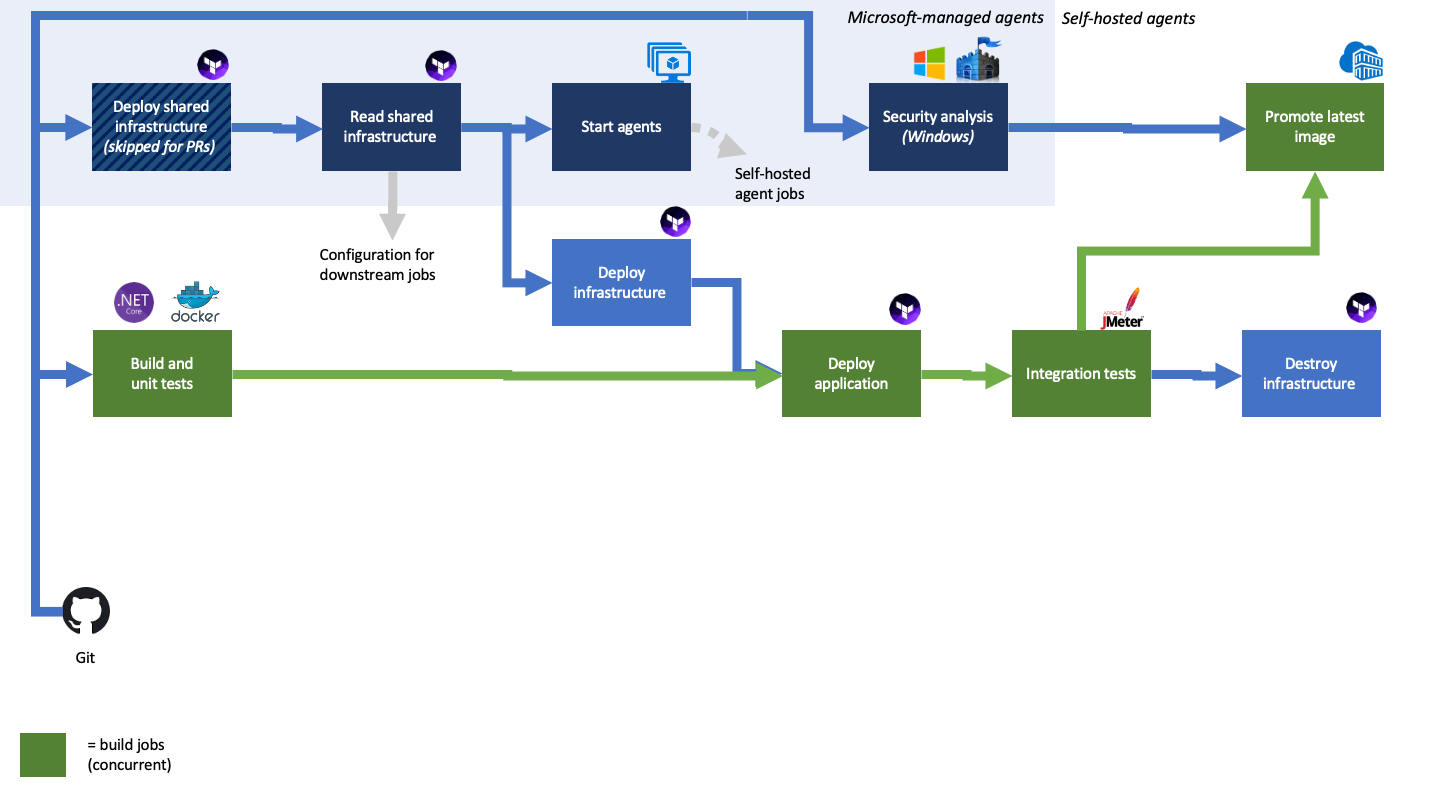 Microsoft-managed agents
Self-hosted agents
Deploy shared
infrastructure
(skipped for PRs)
Read shared
infrastructure
Start agents
Security analysis
(Windows)
Promote latest
image
Self-hosted
agent jobs
Configuration for
downstream jobs
Deploy
infrastructure
.NET
Core
docker
APACHE
JMeter
Build and
unit tests
Deploy
application
Integration tests
Destroy
infrastructure
Git
= build jobs
(concurrent)